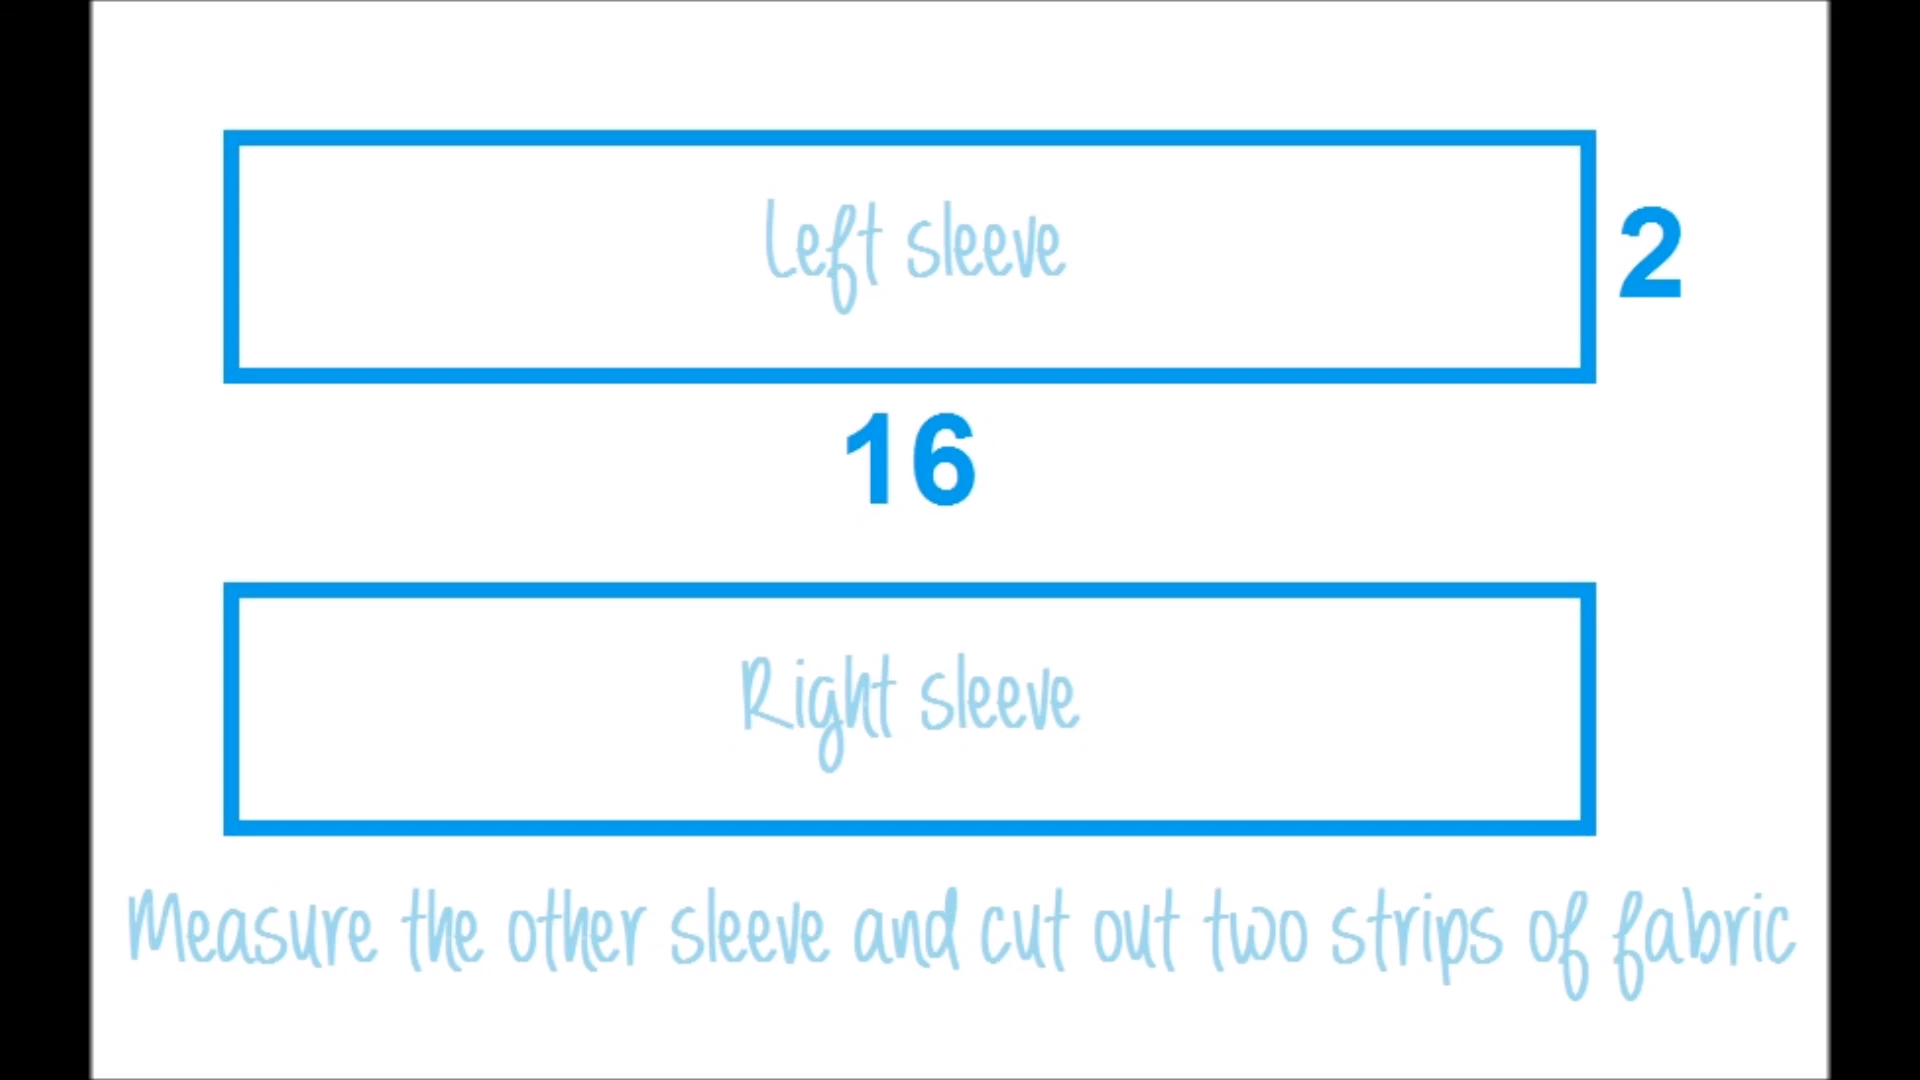 Left sleeve
2
16
Right sleeve
Measure the other sleeve and cut out two strips of fabric